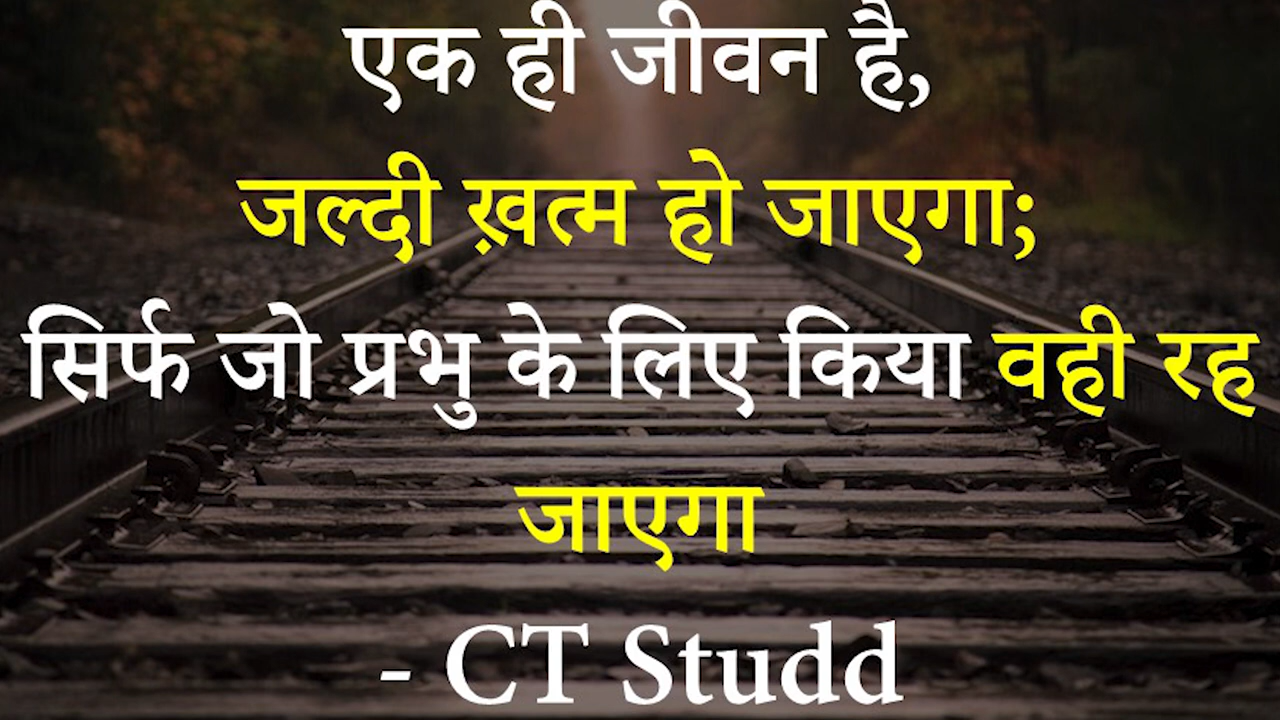 एक ही जीवन है,
जल्दी ख़त्म हो जाएगा;
सिर्फ जो प्रभु के लिए किया वही रह
जाएगा
- CT Studd